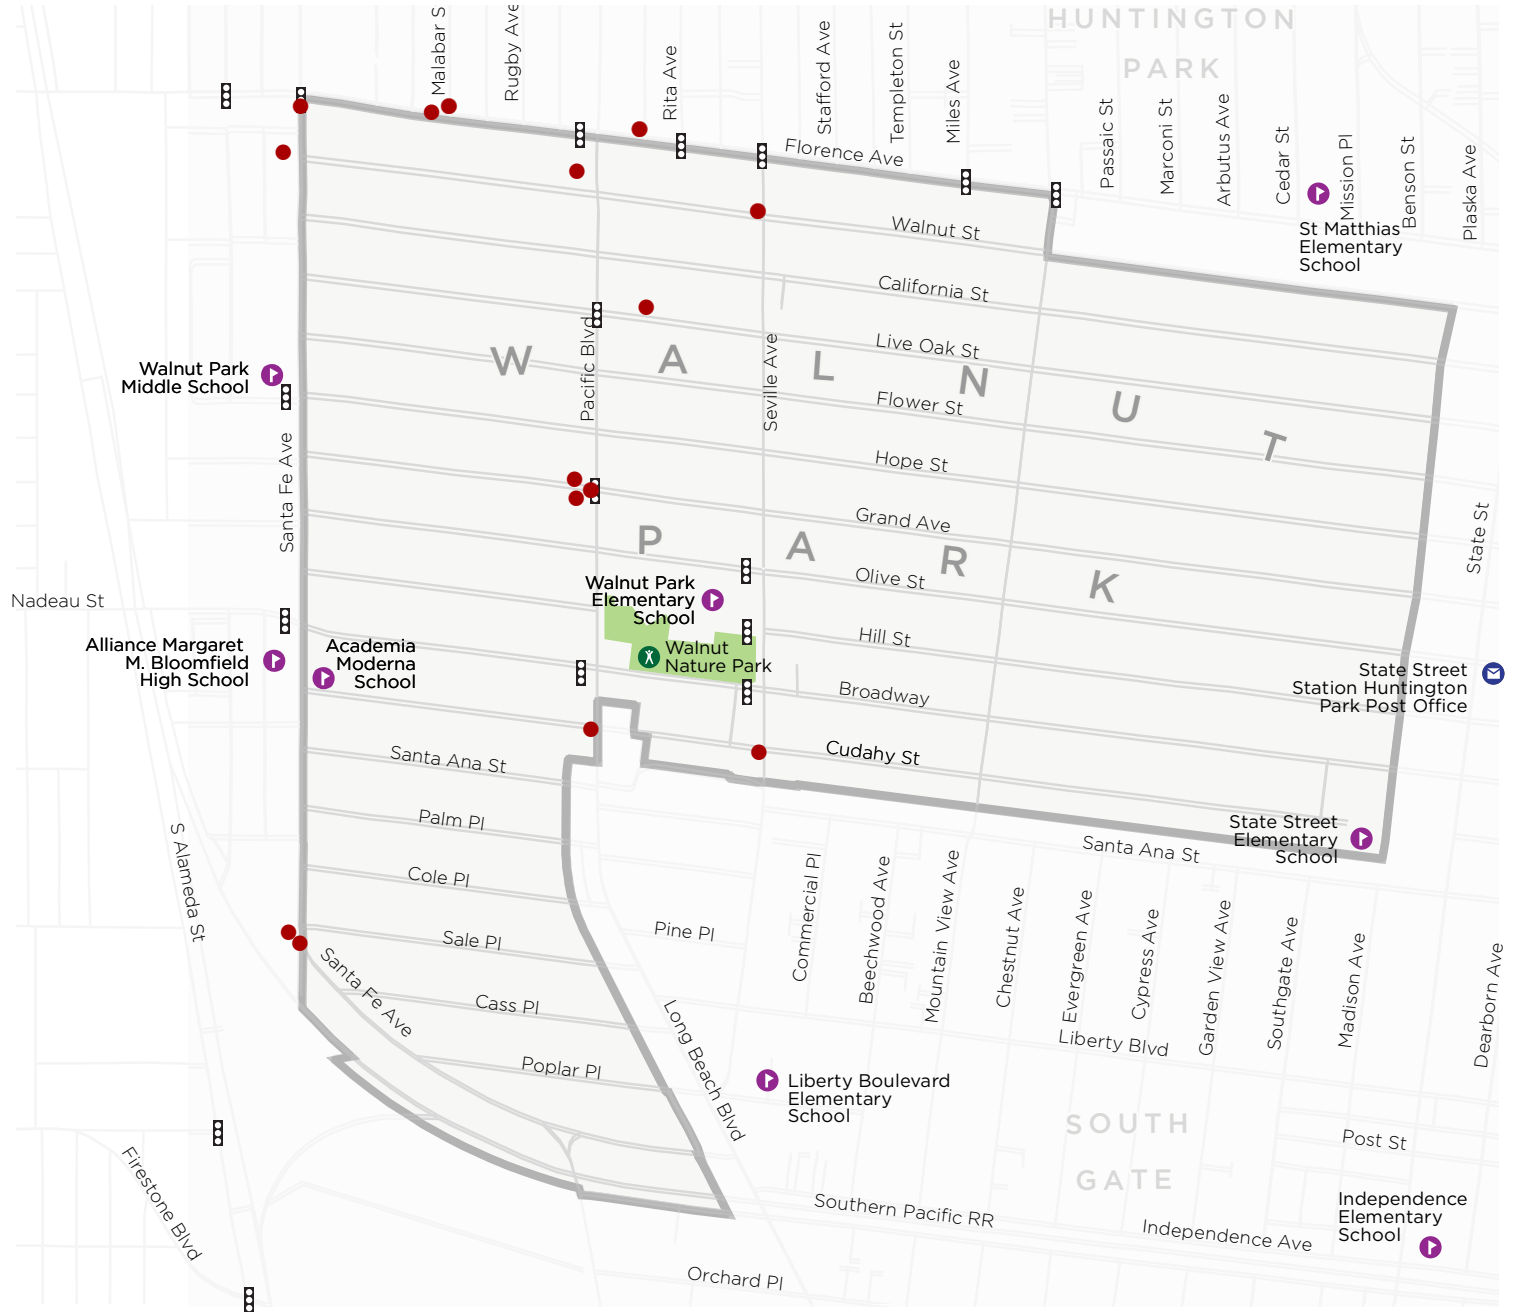 HUNTINGTON
PARK
Malabar S
Rugby Ave
Rita Ave
Stafford Ave
Templeton St
Miles Ave
Passaic St
Marconi St
Arbutus Ave
Cedar St
Mission Pl
Benson St
Plaska Ave
Florence Ave
St Matthias
Elementary
School
Walnut St
California St
Live Oak St
Flower St
Hope St
Grand Ave
Olive St
Hill St
Broadway
Cudahy St
WALNUT
PARK
Pacific Blvd
Seville Ave
Santa Fe Ave
State St
Walnut Park
Middle School
Nadeau St
Alliance Margaret
M. Bloomfield
High School
Academia
Moderna
School
Walnut Park
Elementary
School
Walnut
Nature Park
State Street
Station Huntington
Park Post Office
State Street
Elementary
School
Santa Ana St
Palm Pl
Cole Pl
Sale Pl
Cass Pl
Poplar Pl
Santa Fe Ave
S Alameda St
Santa Ana St
Pine Pl
Commercial Pl
Beechwood Ave
Mountain View Ave
Chestnut Ave
Evergreen Ave
Cypress Ave
Garden View Ave
Southgate Ave
Madison Ave
Dearborn Ave
Liberty Blvd
Long Beach Blvd
Liberty Boulevard
Elementary
School
SOUTH
GATE
Post St
Firestone Blvd
Southern Pacific RR
Independence Ave
Independence
Elementary
School
Orchard Pl